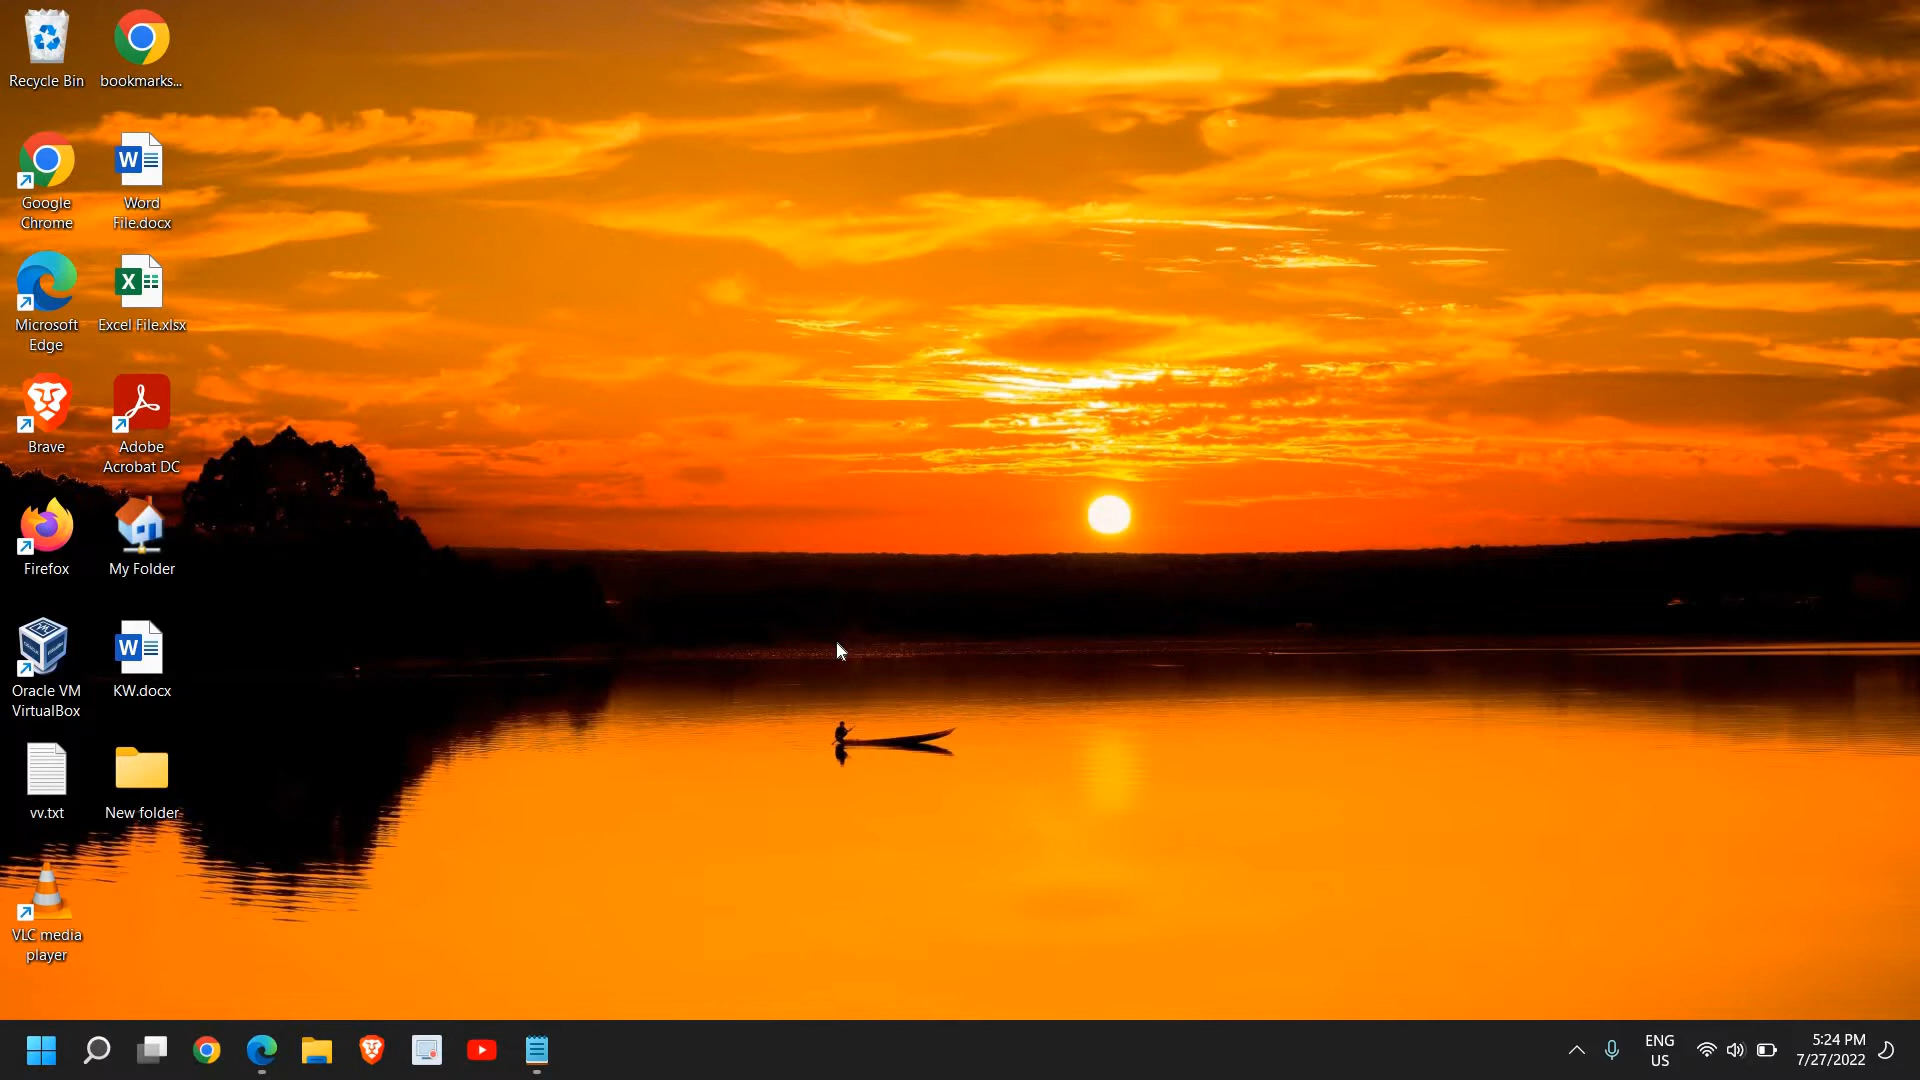 Recycle Bin
bookmarks...
Google
Chrome
Word
File.docx
Microsoft
Edge
Excel File.xlsx
Brave
Adobe
Acrobat DC
Firefox
My Folder
Oracle VM
VirtualBox
KW.docx
vv.txt
New folder
VLC media
player
ENG
US
5:24 PM
7/27/2022